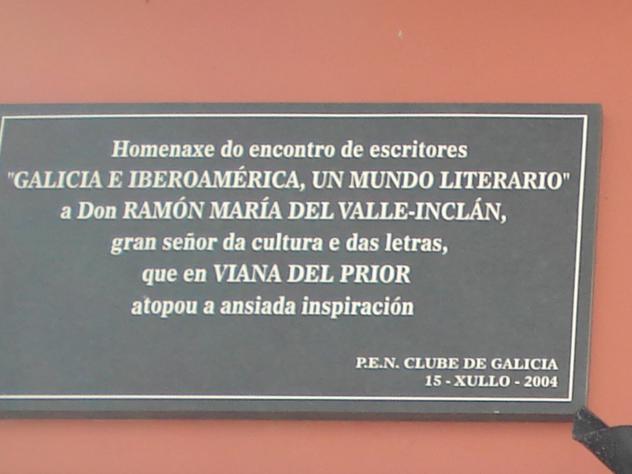 Homenaxe do encontro de escritores
"GALICIA E IBEROAMÉRICA, UN MUNDO LITERARIO"
a Don RAMÓN MARÍA DEL VALLE-INCLÁN,
gran señor da cultura e das letras,
que en VIANA DEL PRIOR
atopou a ansiada inspiración
P.E.N. CLUBE DE GALICIA
15 - XULLO - 2004